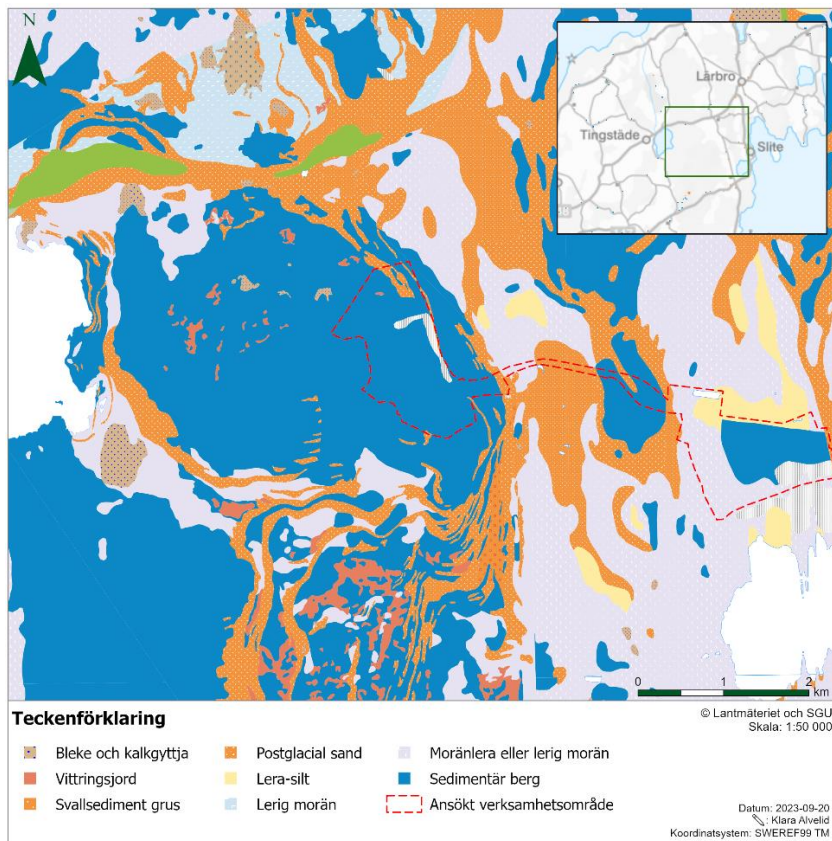 N
Lärbro
Tingstäde
Slite
0 1 2
km
Teckenförklaring
© Lantmäteriet och SGU
Skala: 1:50 000
Bleke och kalkgyttja
Postglacial sand
Moränlera eller lerig morän
Vittringsjord
Lera-silt
Sedimentär berg
Svallsediment grus
Lerig morän
Ansökt verksamhetsområde
Datum: 2023-09-20
: Klara Alvelid
Koordinatsystem: SWEREF99 TM